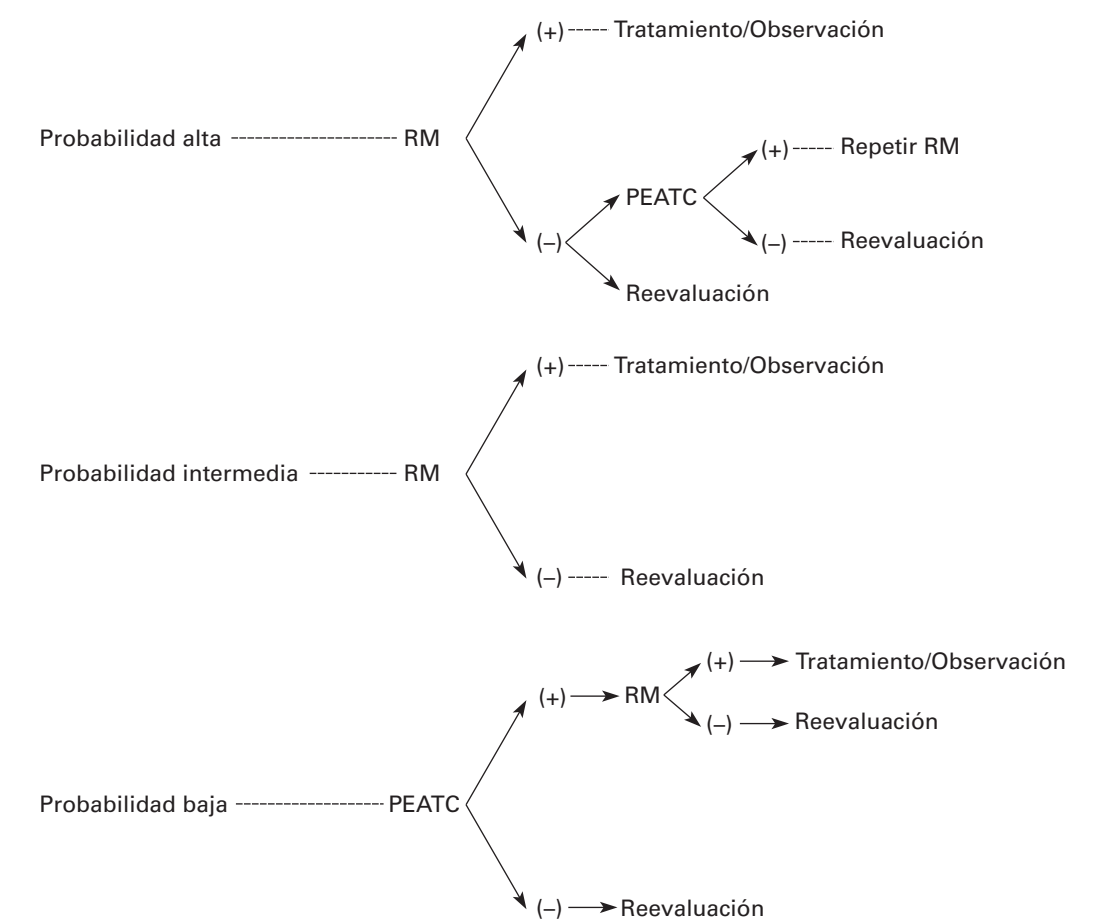 (+) Tratamiento/Observación
Probabilidad alta RM
(+) Repetir RM
PEATC
(–) (–) Reevaluación
Reevaluación
(+) Tratamiento/Observación
Probabilidad intermedia RM
(–) Reevaluación
(+) Tratamiento/Observación
(+) RM
(–) Reevaluación
Probabilidad baja PEATC
(–) Reevaluación